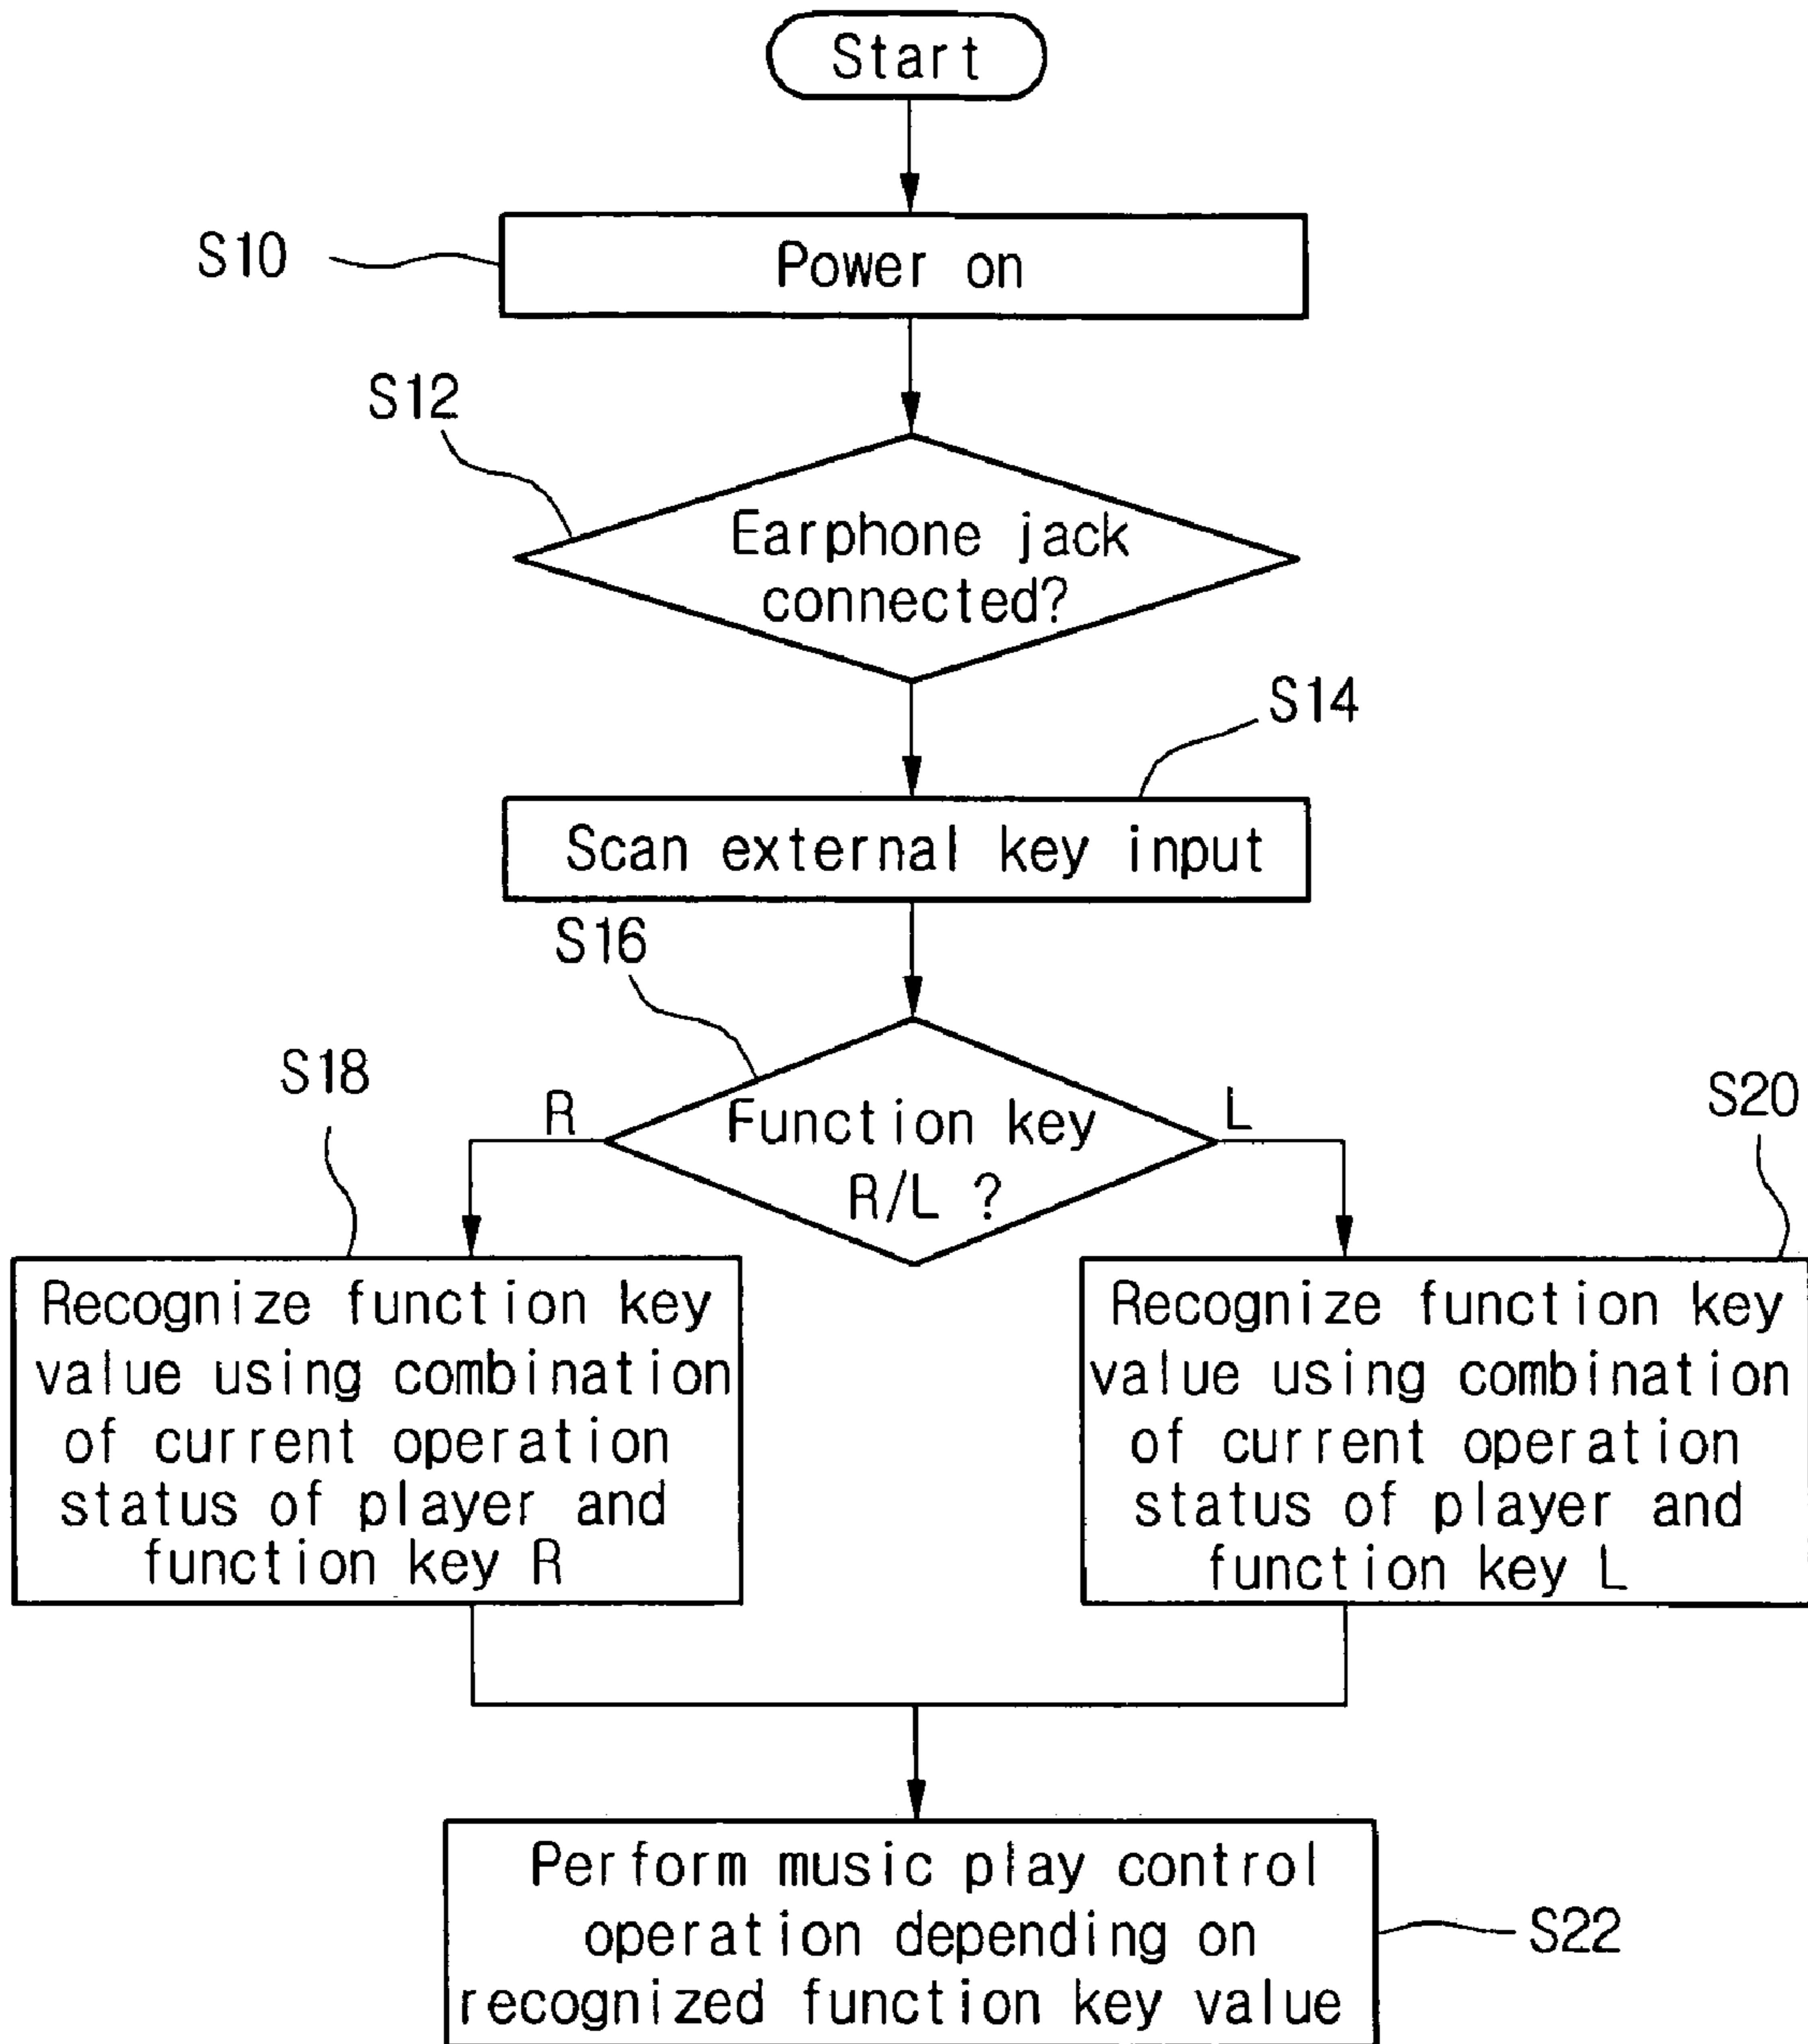 Start
S10
Power on
S12
Earphone jack
connected?
S14
Scan external key input
S16
S18
R
Function key
R/L ?
L
S20
Recognize function key
value using combination
of current operation
status of player and
function key R
Recognize function key
value using combination
of current operation
status of player and
function key L
Perform music play control
operation depending on
recognized function key value
S22